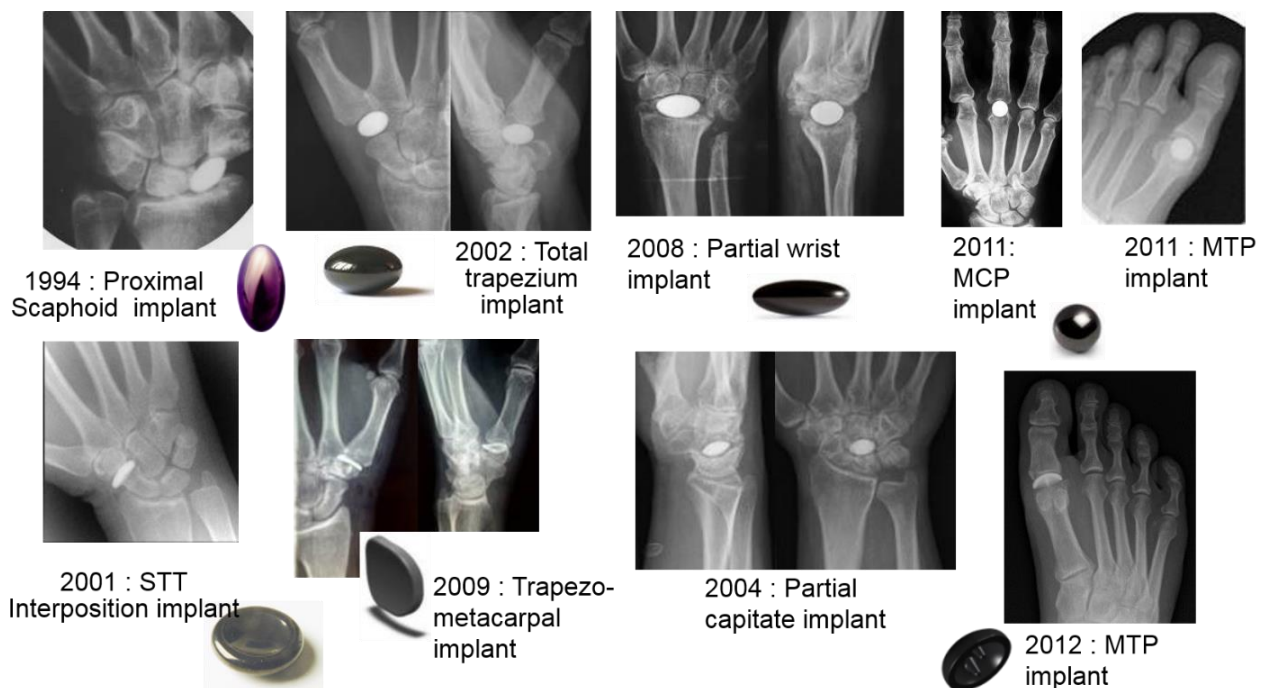 1994 : Proximal
Scaphoid implant
2002 : Total
trapezium
implant
2008 : Partial wrist
implant
2011:
MCP
implant
2011 : MTP
implant
2001 : STT
Interposition implant
2009 : Trapezo-
metacarpal
implant
2004 : Partial
capitate implant
2012 : MTP
implant